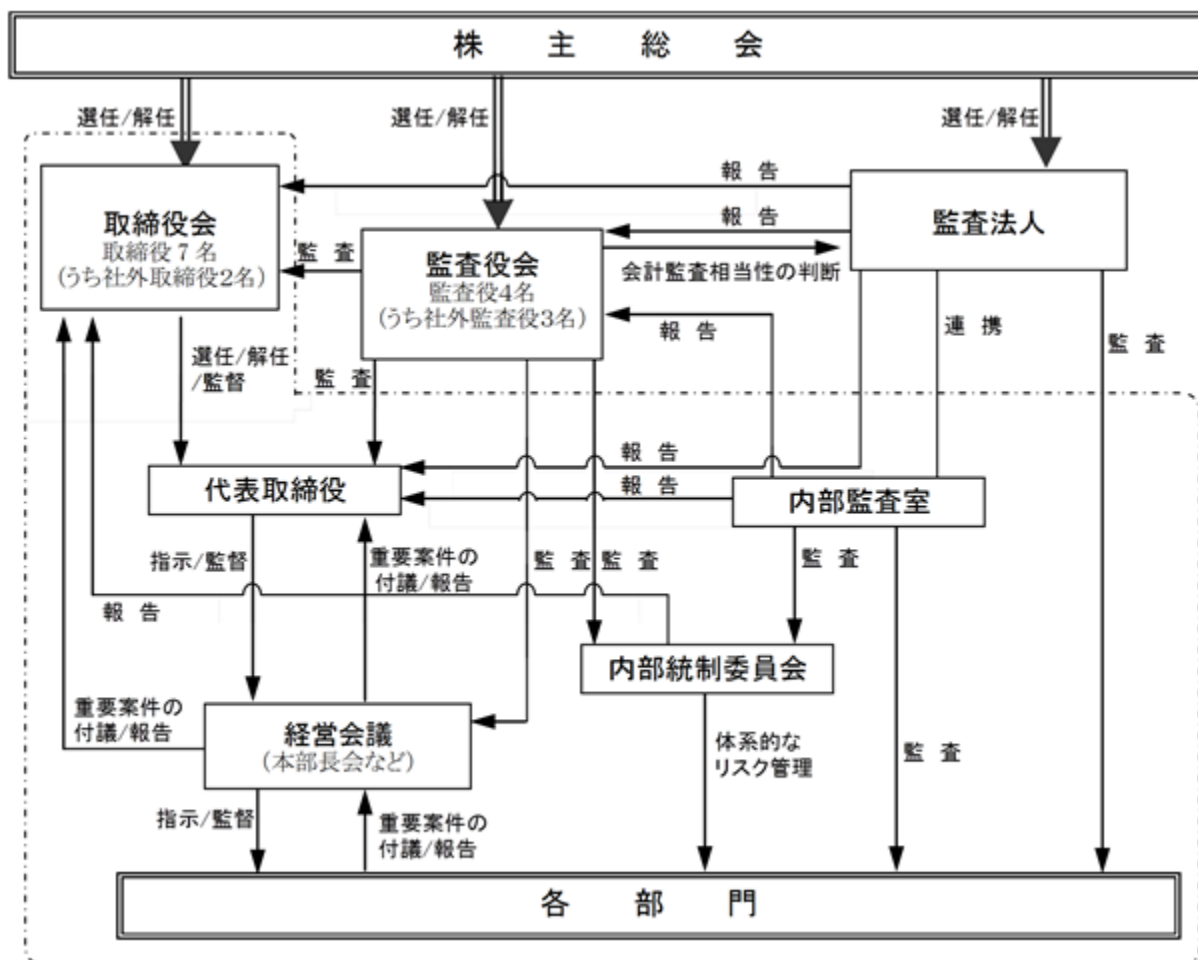 株主総会
選任/解任
選任/解任
選任/解任
報告
取締役会
取締役7名
(うち社外取締役2名)
監査
監査役会
監査役4名
(うち社外監査役3名)
報告
会計監査相当性の判断
監査法人
報告
連携
監査
選任/解任
/監督
監査
報告
代表取締役
報告
内部監査室
指示/監督
重要案件の
付議/報告
監査
監査
監査
報告
内部統制委員会
重要案件の
付議/報告
経営会議
(本部長会など)
体系的な
リスク管理
監査
指示/監督
重要案件の
付議/報告
各部門